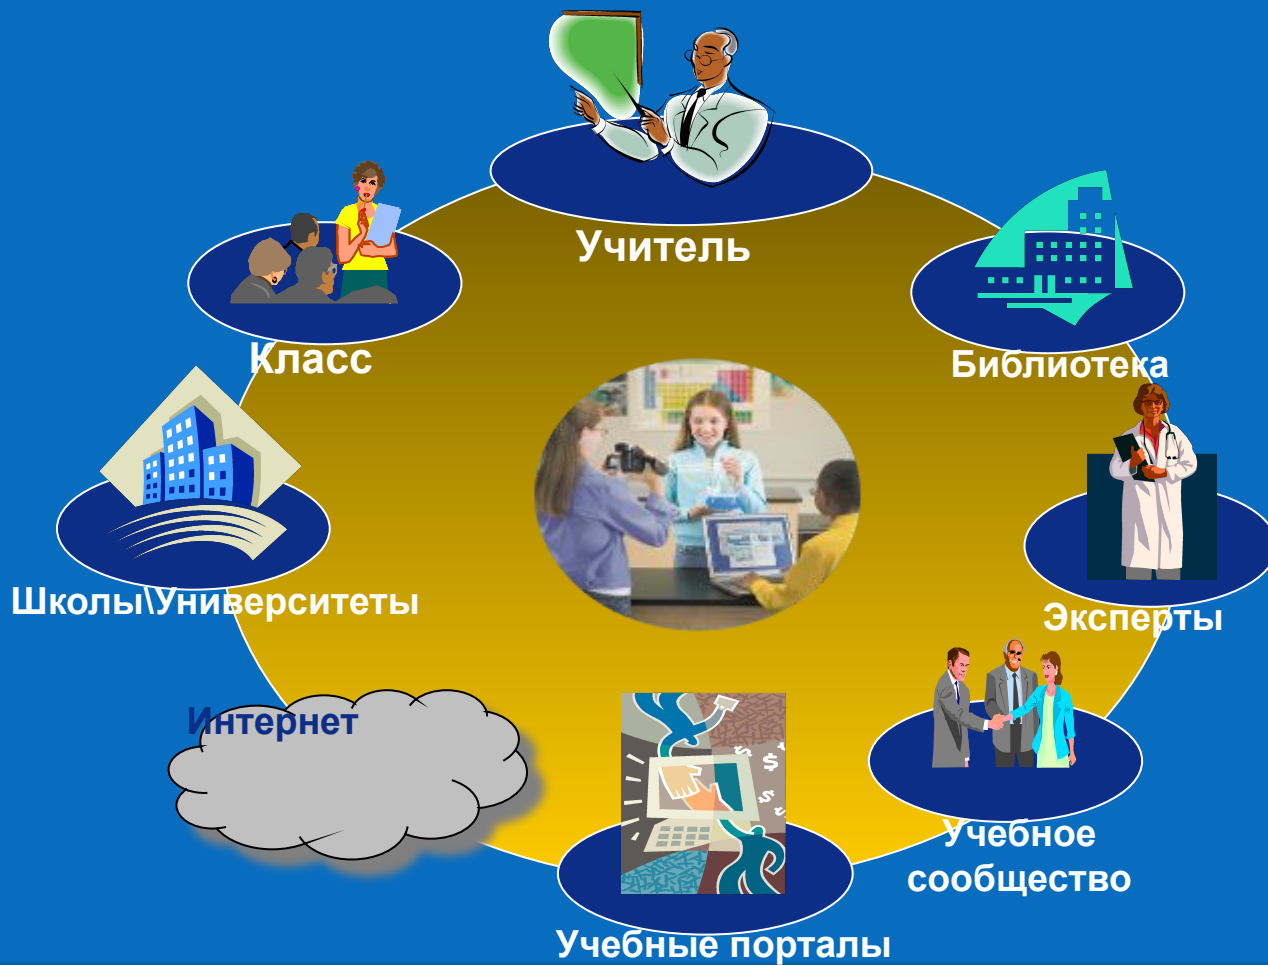 Учитель
Класс
Библиотека
Школы\Университеты
Эксперты
Интернет
Учебное
сообщество
Учебные порталы